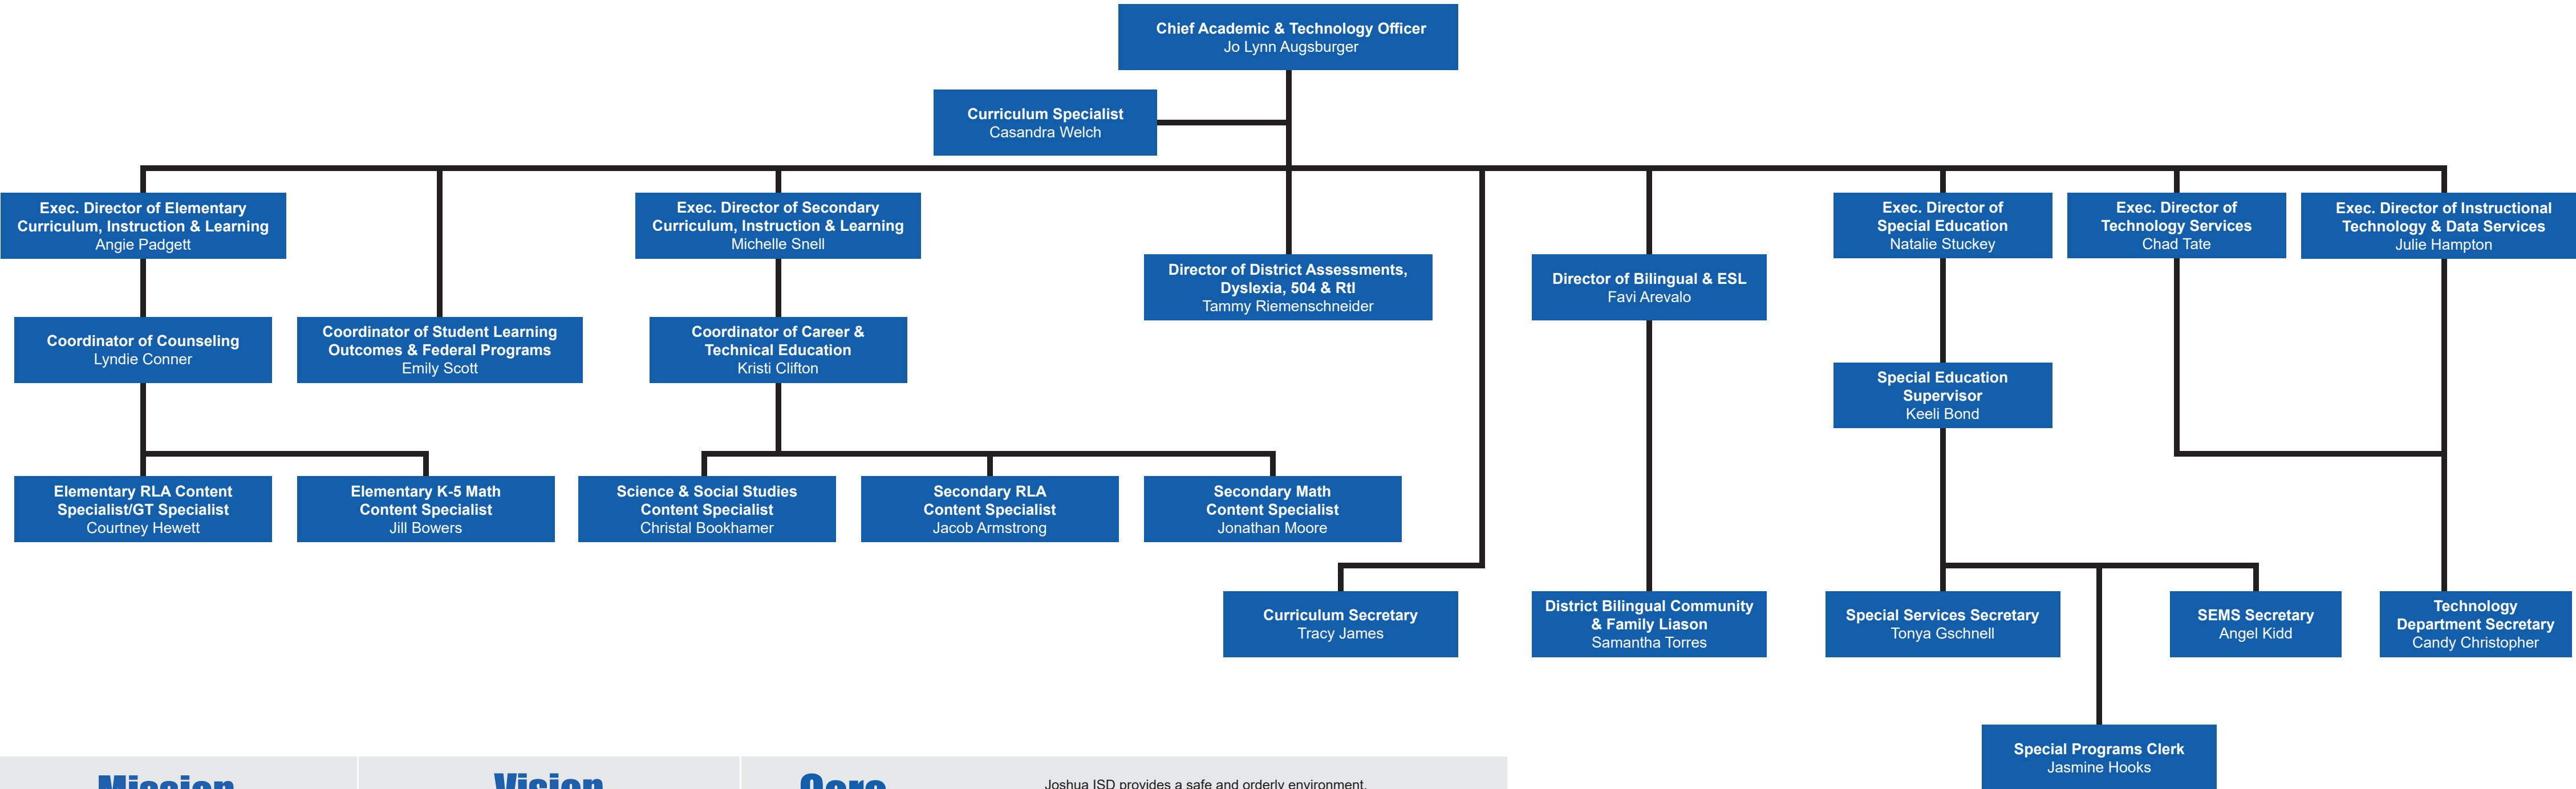 Chief Academic & Technology Officer
Jo Lynn Augsburger
Curriculum Specialist
Casandra Welch
Exec. Director of Elementary
Curriculum, Instruction & Learning
Angie Padgett
Exec. Director of Secondary
Curriculum, Instruction & Learning
Michelle Snell
Exec. Director of
Special Education
Natalie Stuckey
Exec. Director of
Technology Services
Chad Tate
Exec. Director of Instructional
Technology & Data Services
Julie Hampton
Director of District Assessments,
Dyslexia, 504 & RtI
Tammy Riemenschneider
Director of Bilingual & ESL
Favi Arevalo
Coordinator of Counseling
Lyndie Conner
Coordinator of Student Learning
Outcomes & Federal Programs
Emily Scott
Coordinator of Career &
Technical Education
Kristi Clifton
Special Education
Supervisor
Keeli Bond
Elementary RLA Content
Specialist/GT Specialist
Courtney Hewett
Elementary K-5 Math
Content Specialist
Jill Bowers
Science & Social Studies
Content Specialist
Christal Bookhamer
Secondary RLA
Content Specialist
Jacob Armstrong
Secondary Math
Content Specialist
Jonathan Moore
Curriculum Secretary
Tracy James
District Bilingual Community
& Family Liason
Samantha Torres
Special Services Secretary
Tonya Gschnell
SEMS Secretary
Angel Kidd
Technology
Department Secretary
Candy Christopher
Special Programs Clerk
Jasmine Hooks
Mission
Vision
Core
Joshua ISD provides a safe and orderly environment.